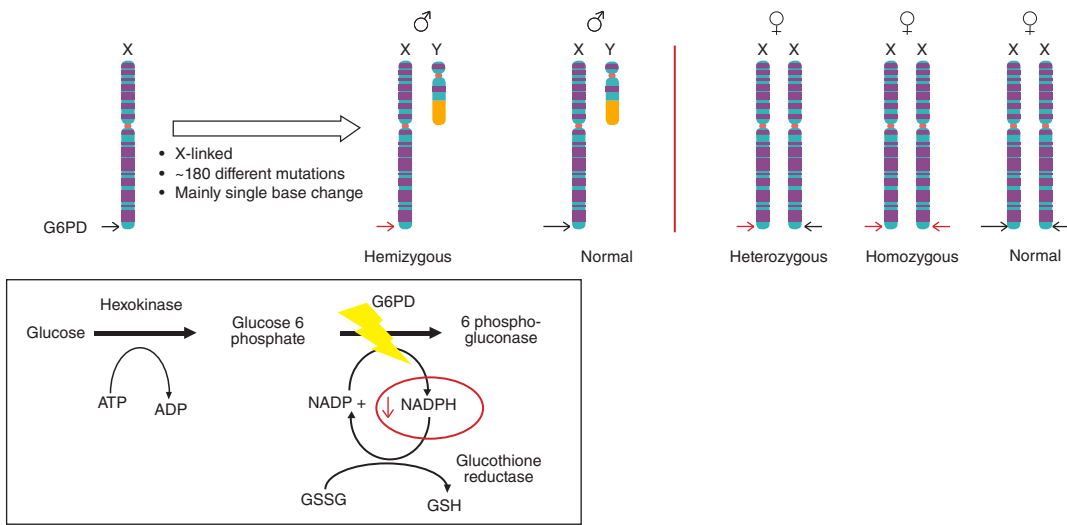 ♂
♂
♀
♀
♀
X
X Y
X Y
X X
X X
X X
• X-linked
• ~180 different mutations
• Mainly single base change
G6PD
Hemizygous
Normal
Heterozygous
Homozygous
Normal
Hexokinase
G6PD
Glucose
Glucose 6
phosphate
6 phospho-
gluconase
ATP
ADP
NADP +
NADPH
Glucothione
reductase
GSSG
GSH